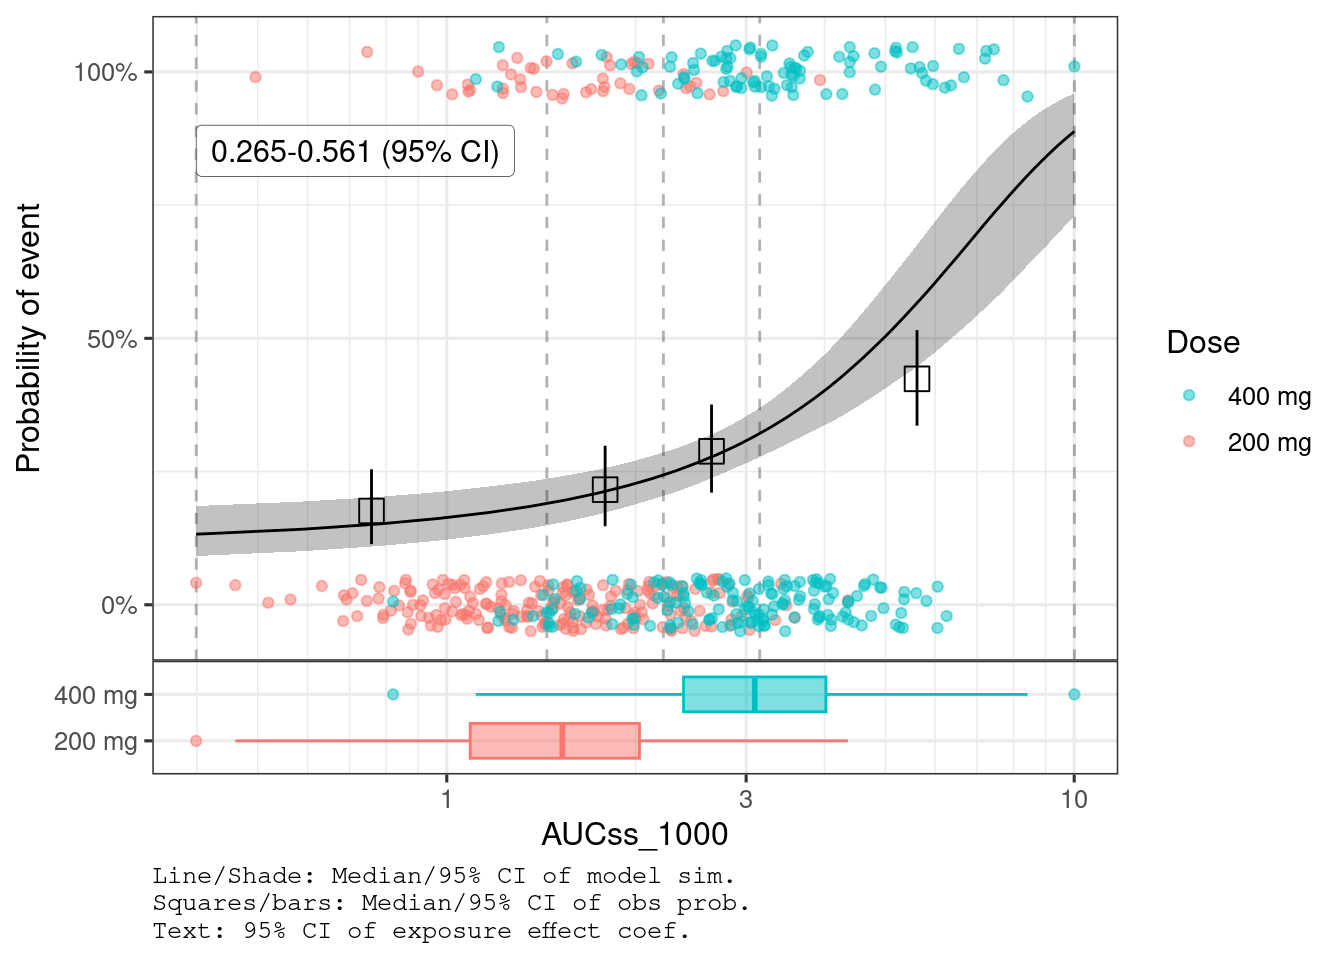 100%
0.265-0.561 (95% CI)
50%
0%
Probability of event
Dose
400 mg
200 mg
400 mg
200 mg
1
3
10
AUCss_1000
Line/Shade: Median/95% CI of model sim.
Squares/bars: Median/95% CI of obs prob.
Text: 95% CI of exposure effect coef.